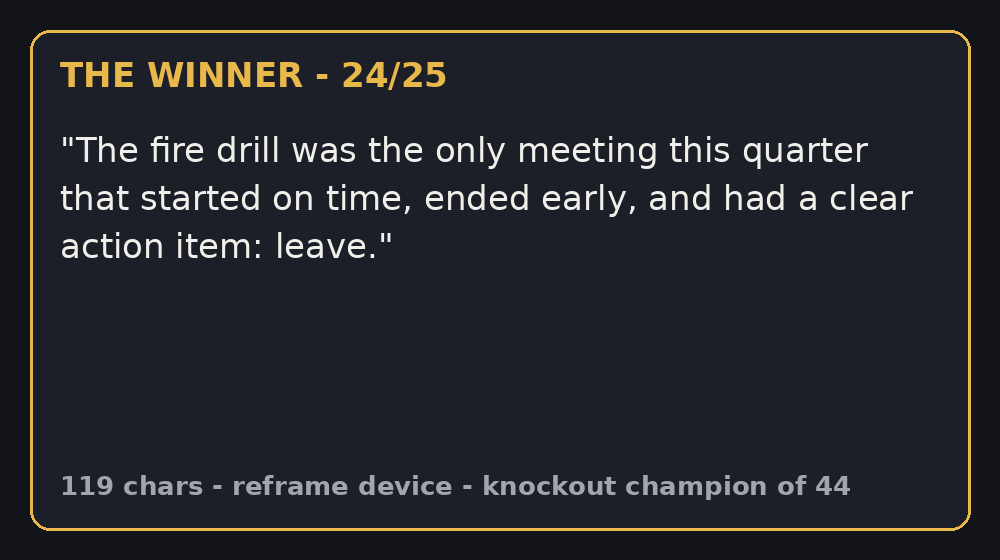 THE WINNER - 24/25
"The fire drill was the only meeting this quarter
that started on time, ended early, and had a clear
action item: leave."
119 chars - reframe device - knockout champion of 44